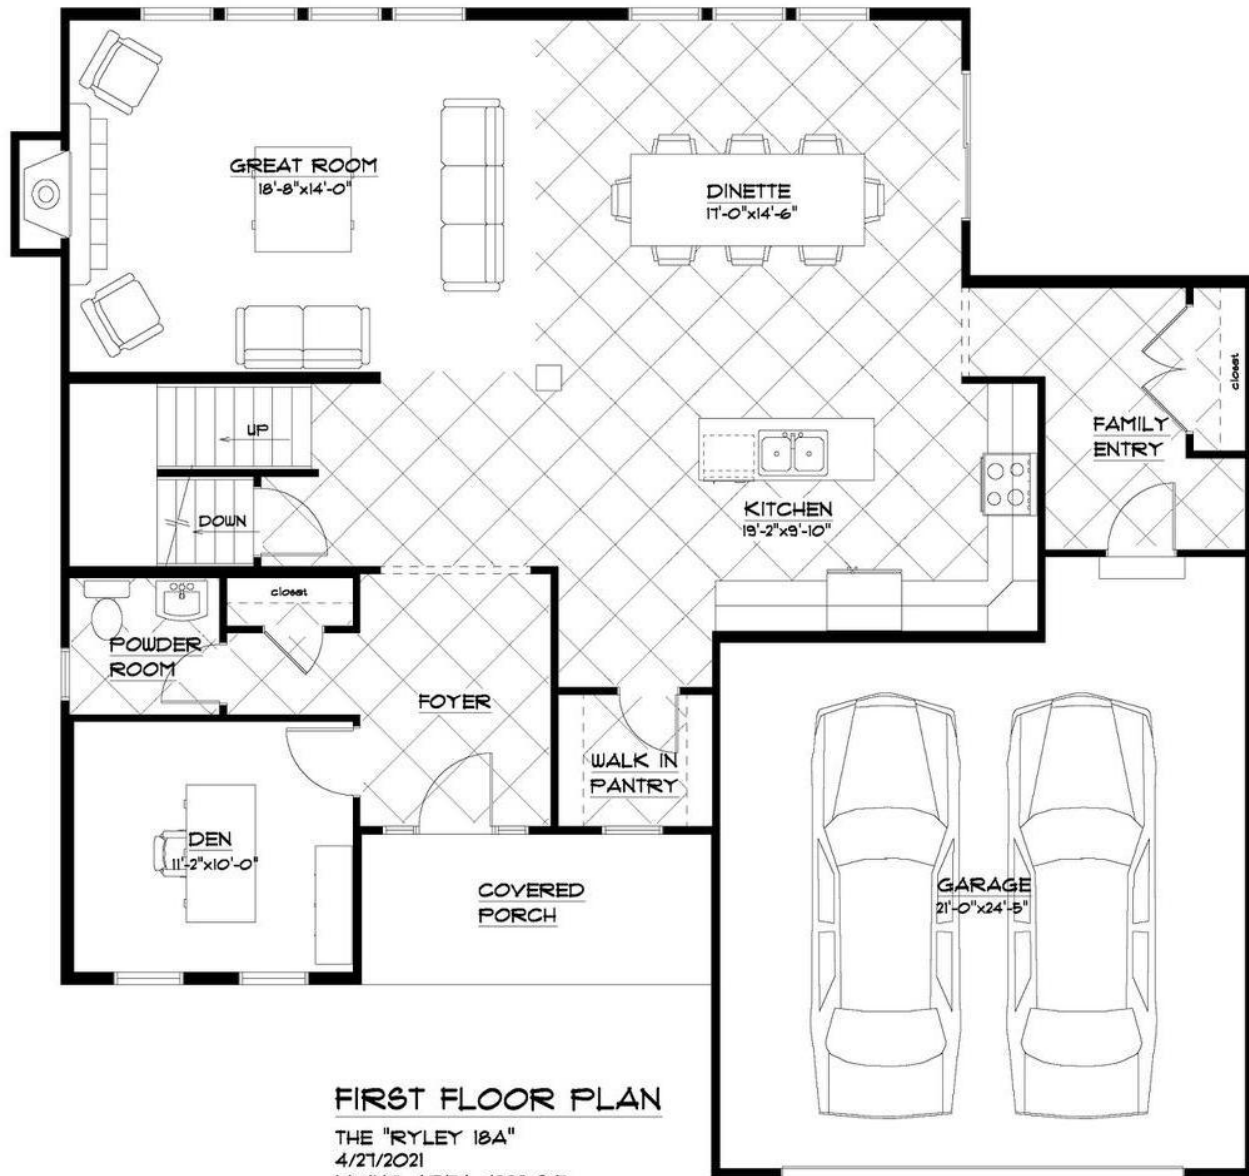 GREAT ROOM
18'-8"x14'-0"
DINETTE
17'-0"x14'-6"
closet
FAMILY
ENTRY
UP
DOWN
KITCHEN
19'-2"x9'-10"
closet
POWDER
ROOM
FOYER
WALK IN
PANTRY
DEN
11'-2"x10'-0"
COVERED
PORCH
GARAGE
21'-0"x24'-5"
FIRST FLOOR PLAN
THE "RYLEY 18A"
4/27/2021